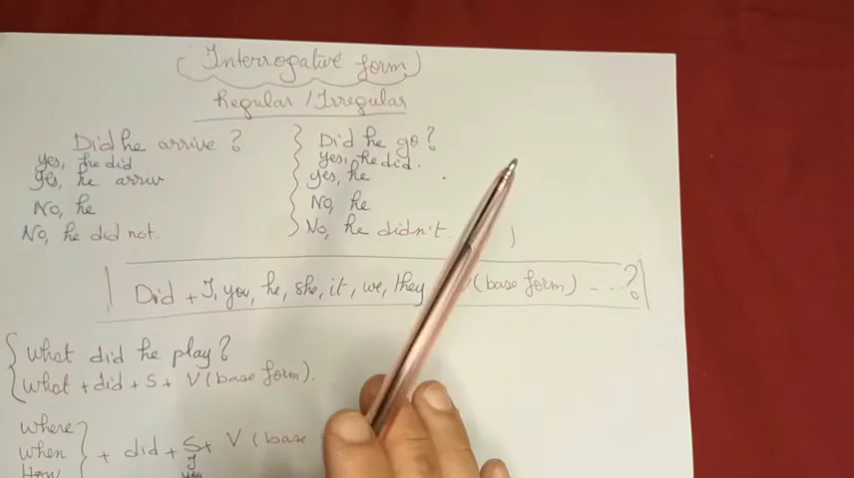 Interrogative form
Regular / Irregular
Did he arrive ?
yes, he did
yes, he arriv
No, he
No, he did not.
Did he go ?
yes, he did.
yes, he
No, he
No, he didn't.
Did + I, you, he, she, it, we, they (base form) - ...?
what did he play ?
what + did + S + V (base form).
where
when
How
+ did + S + V (base
I
you